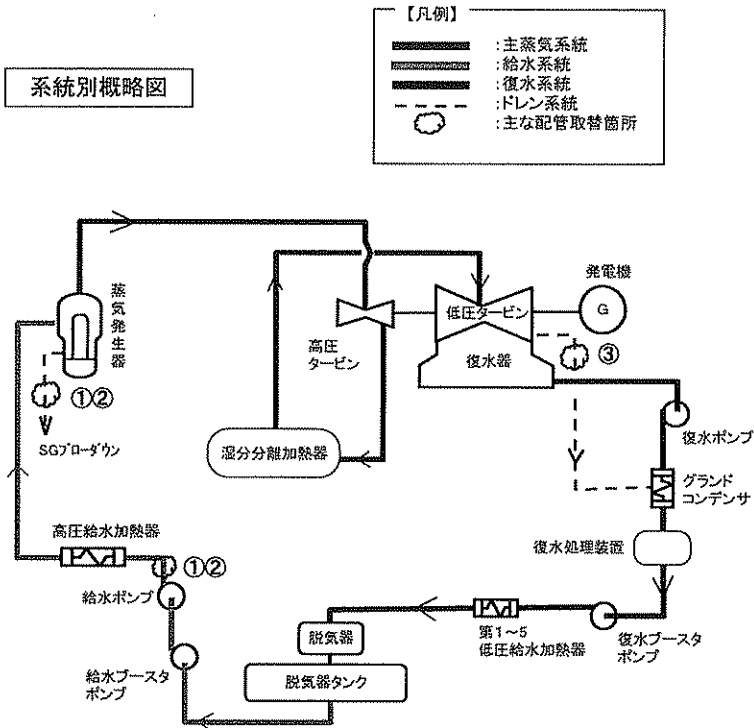 【凡例】
:主蒸気系統
:給水系統
:復水系統
:ドレン系統
:主な配管取替箇所
系統別概略図
蒸気発生器
①②
SGブローダウン
高圧タービン
低圧タービン
復水器
発電機
G
③
湿分分離加熱器
復水ポンプ
グランド
コンデンサ
復水処理装置
高圧給水加熱器
①②
給水ポンプ
給水ブースタ
ポンプ
脱気器
脱気器タンク
第1～5
低圧給水加熱器
復水ブースタ
ポンプ